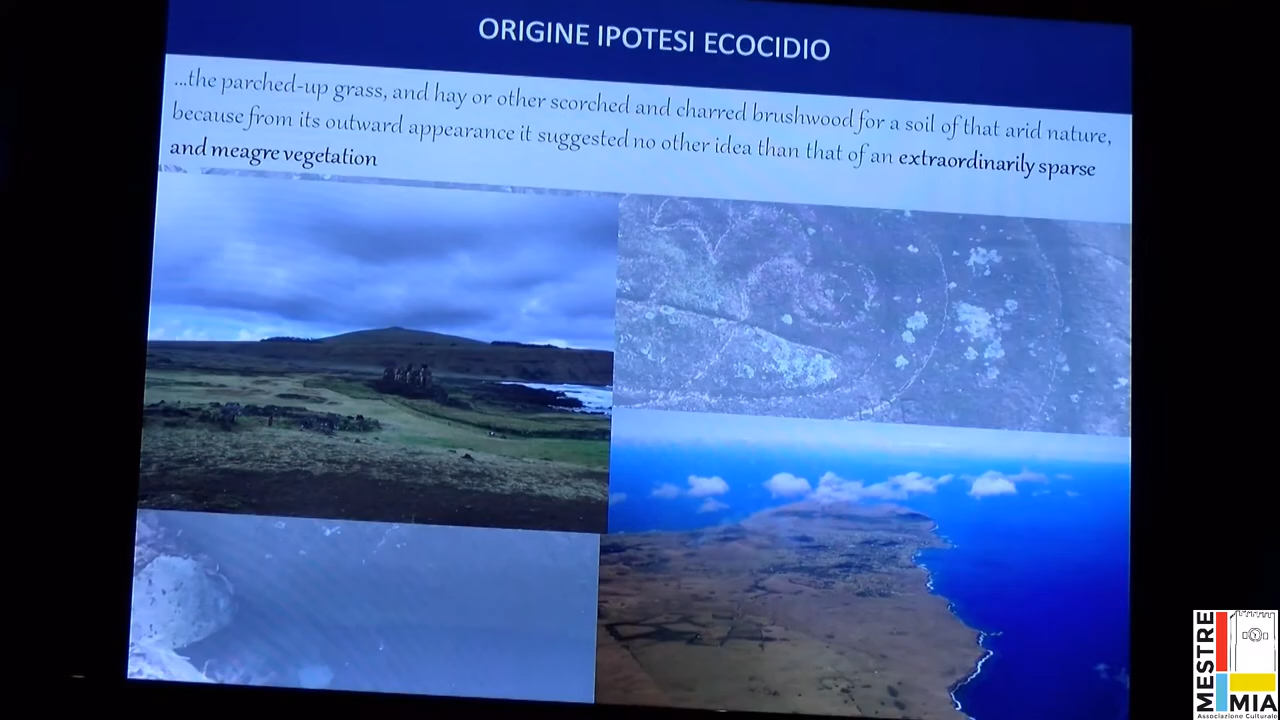 ORIGINE IPOTESI ECOCIDIO
...the parched-up grass, and hay or other scorched and charred brushwood for a soil of that arid nature,
because from its outward appearance it suggested no other idea than that of an extraordinarily sparse
and meagre vegetation
MESTRE
MIA
Associazione Culturale